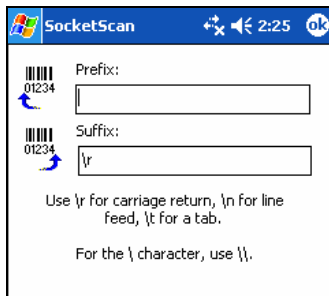 SocketScan 2:25 ok
Prefix:
01234
Suffix:
01234
\r
Use \r for carriage return, \n for line
feed, \t for a tab.
For the \ character, use \\.